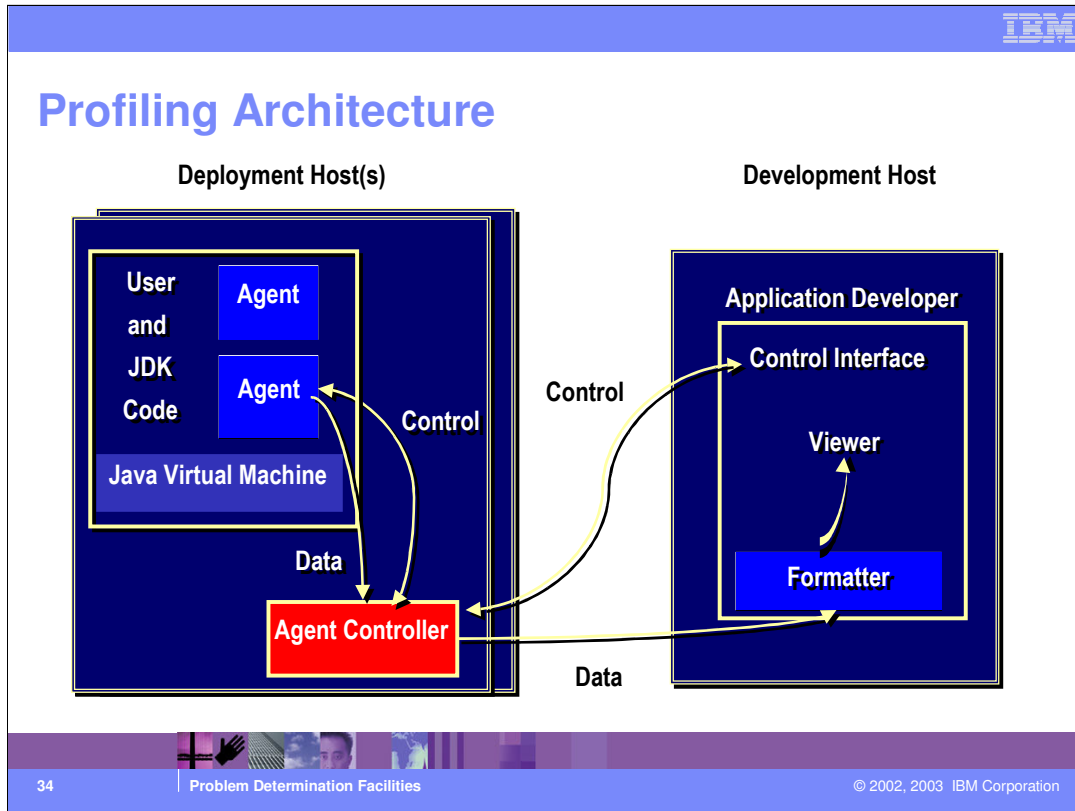 IBM
Profiling Architecture
Deployment Host(s)
Development Host
User
and
JDK
Code
Agent
Agent
Java Virtual Machine
Control
Data
Agent Controller
Control
Data
Application Developer
Control Interface
Viewer
Formatter
34
Problem Determination Facilities
© 2002, 2003 IBM Corporation